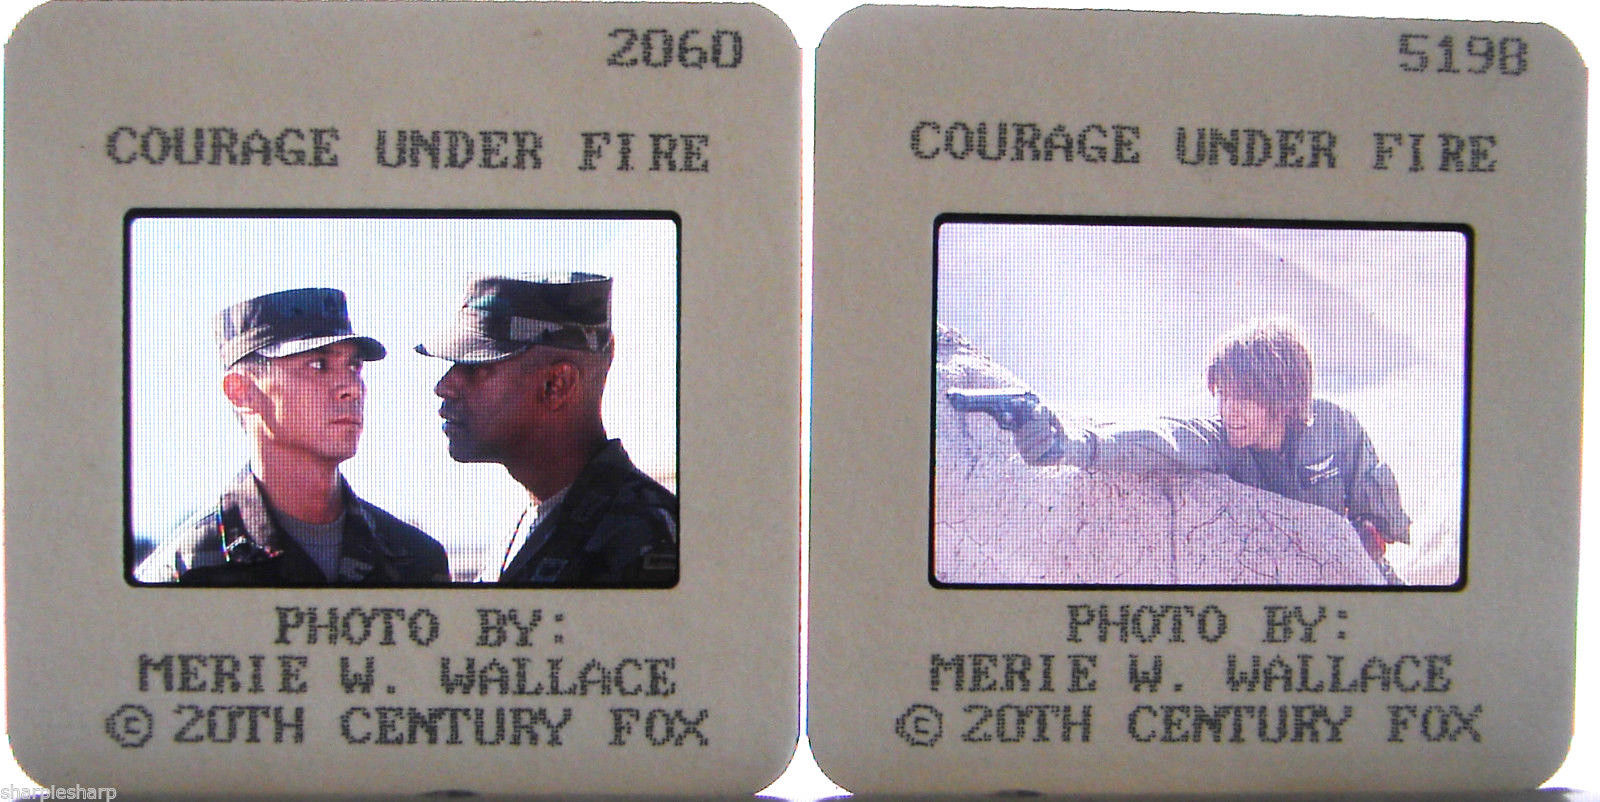 2060
COURAGE UNDER FIRE
PHOTO BY:
MERIE W. WALLACE
© 20TH CENTURY FOX
5198
COURAGE UNDER FIRE
PHOTO BY:
MERIE W. WALLACE
© 20TH CENTURY FOX
sharplesharp